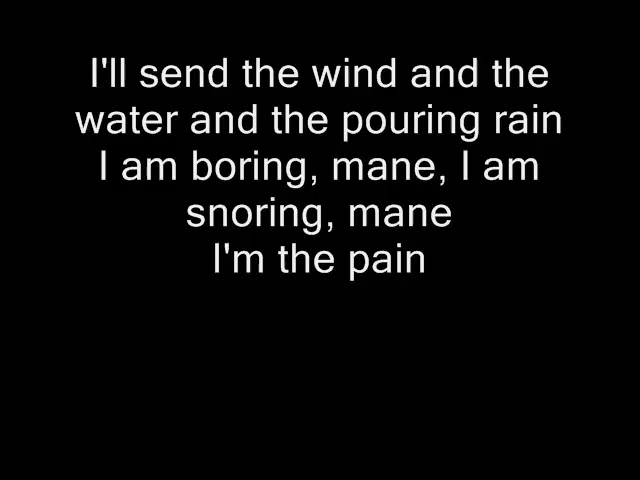 I'll send the wind and the
water and the pouring rain
I am boring, mane, I am
snoring, mane
I'm the pain